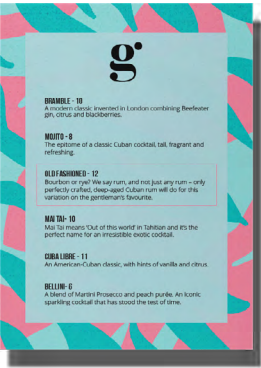 g
BRAMBLE - 10
A modern classic invented in London combining Beefeater
gin, citrus and blackberries.
MOJITO - 8
The epitome of a classic Cuban cocktail, tall, fragrant and
refreshing.
OLD FASHIONED - 12
Bourbon or rye? We say rum, and not just any rum – only
perfectly crafted, deep-aged Cuban rum will do for this
variation on the gentleman's favourite.
MAI TAI - 10
Mai Tai means 'Out of this world' in Tahitian and it's the
perfect name for an irresistible exotic cocktail.
CUBA LIBRE - 11
An American-Cuban classic, with hints of vanilla and citrus.
BELLINI - 6
A blend of Martini Prosecco and peach purée. An iconic
sparkling cocktail that has stood the test of time.